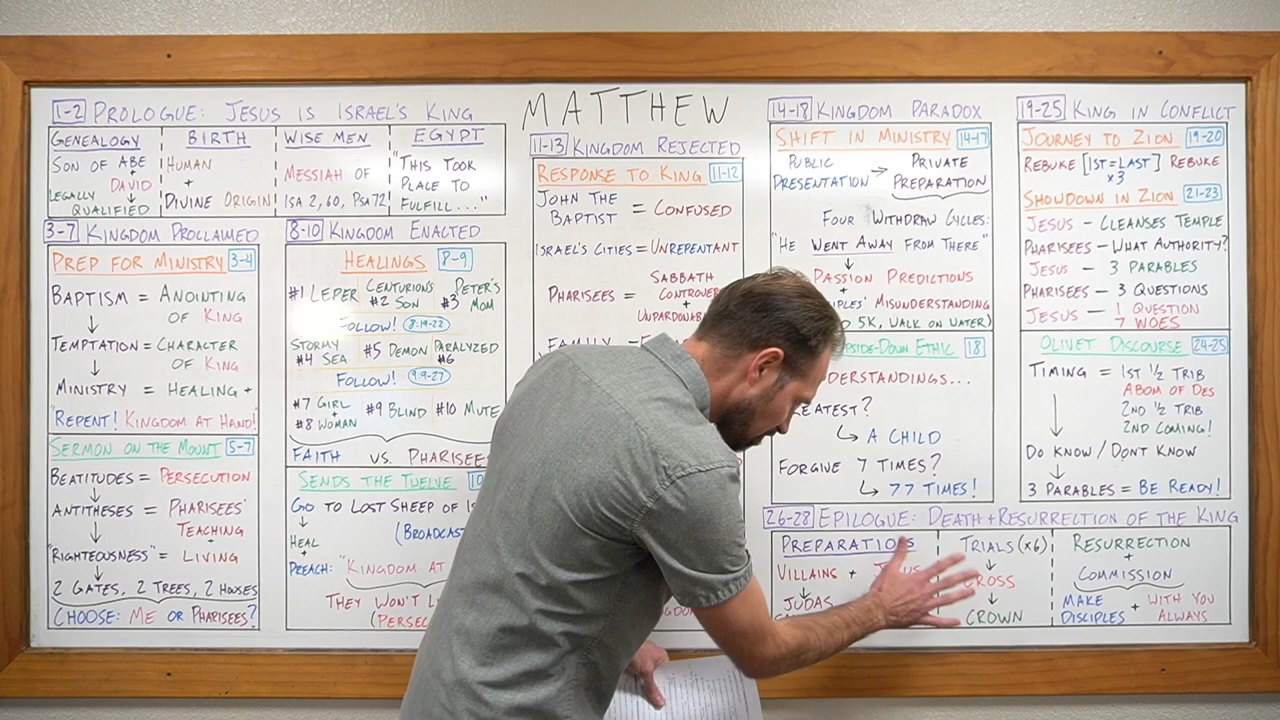 MATTHEW
1-2 PROLOGUE: JESUS IS ISRAEL'S KING
GENEALOGY
SON OF ABE
+
DAVID
↓
LEGALLY QUALIFIED
BIRTH
HUMAN
+
DIVINE ORIGIN
WISE MEN
MESSIAH OF
ISA 2, 60, PSA 72
EGYPT
"THIS TOOK
PLACE TO
FULFILL..."
3-7 KINGDOM PROCLAIMED
PREP FOR MINISTRY 3-4
BAPTISM = ANOINTING
OF KING
↓
TEMPTATION = CHARACTER
OF KING
↓
MINISTRY = HEALING +
"REPENT! KINGDOM AT HAND!"
SERMON ON THE MOUNT 5-7
BEATITUDES = PERSECUTION
↓
ANTITHESES = PHARISEES'
TEACHING
↓
"RIGHTEOUSNESS" = LIVING
↓
2 GATES, 2 TREES, 2 HOUSES
CHOOSE: ME OR PHARISEES?
8-10 KINGDOM ENACTED
HEALINGS 8-9
#1 LEPER
CENTURIONS
#2 SON
PETER'S
#3 MOM
FOLLOW! 8:19-22
STORMY
#4 SEA
#5 DEMON
PARALYZED
#6
FOLLOW! 9:9-27
#7 GIRL
+
#8 WOMAN
#9 BLIND
#10 MUTE
FAITH VS. PHARISEES
SENDS THE TWELVE
GO TO LOST SHEEP OF
↓
HEAL
PREACH: "KINGDOM AT
THEY WON'T
11-13 KINGDOM REJECTED
RESPONSE TO KING 11-12
JOHN THE
BAPTIST = CONFUSED
ISRAEL'S CITIES = UNREPENTANT
PHARISEES = SABBATH
+
14-18 KINGDOM PARADOX
SHIFT IN MINISTRY 14-17
PUBLIC
PRESENTATION → PRIVATE
PREPARATION
FOUR WITHDRAW CYCLES:
"HE WENT AWAY FROM THERE"
↓
PASSION PREDICTIONS
+
MISUNDERSTANDING
5K, WALK ON WATER)
ETHIC 18
A CHILD
FORGIVE 7 TIMES?
77 TIMES!
19-25 KING IN CONFLICT
JOURNEY TO ZION 19-20
REBUKE [1ST=LAST] REBUKE
x3
SHOWDOWN IN ZION 21-23
JESUS - CLEANSES TEMPLE
PHARISEES - WHAT AUTHORITY?
JESUS - 3 PARABLES
PHARISEES - 3 QUESTIONS
JESUS - 1 QUESTION
7 WOES
OLIVET DISCOURSE 24-25
TIMING = 1ST 1/2 TRIB
ABOM OF DES
2ND 1/2 TRIB
2ND COMING!
↓
DO KNOW / DONT KNOW
↓
3 PARABLES = BE READY!
26-28 EPILOGUE: DEATH + RESURRECTION OF THE KING
PREPARATIONS
VILLAINS +
↓
JUDAS
TRIALS (x6)
↓
CROSS
↓
CROWN
RESURRECTION
+
COMMISSION
MAKE
DISCIPLES + WITH YOU
ALWAYS